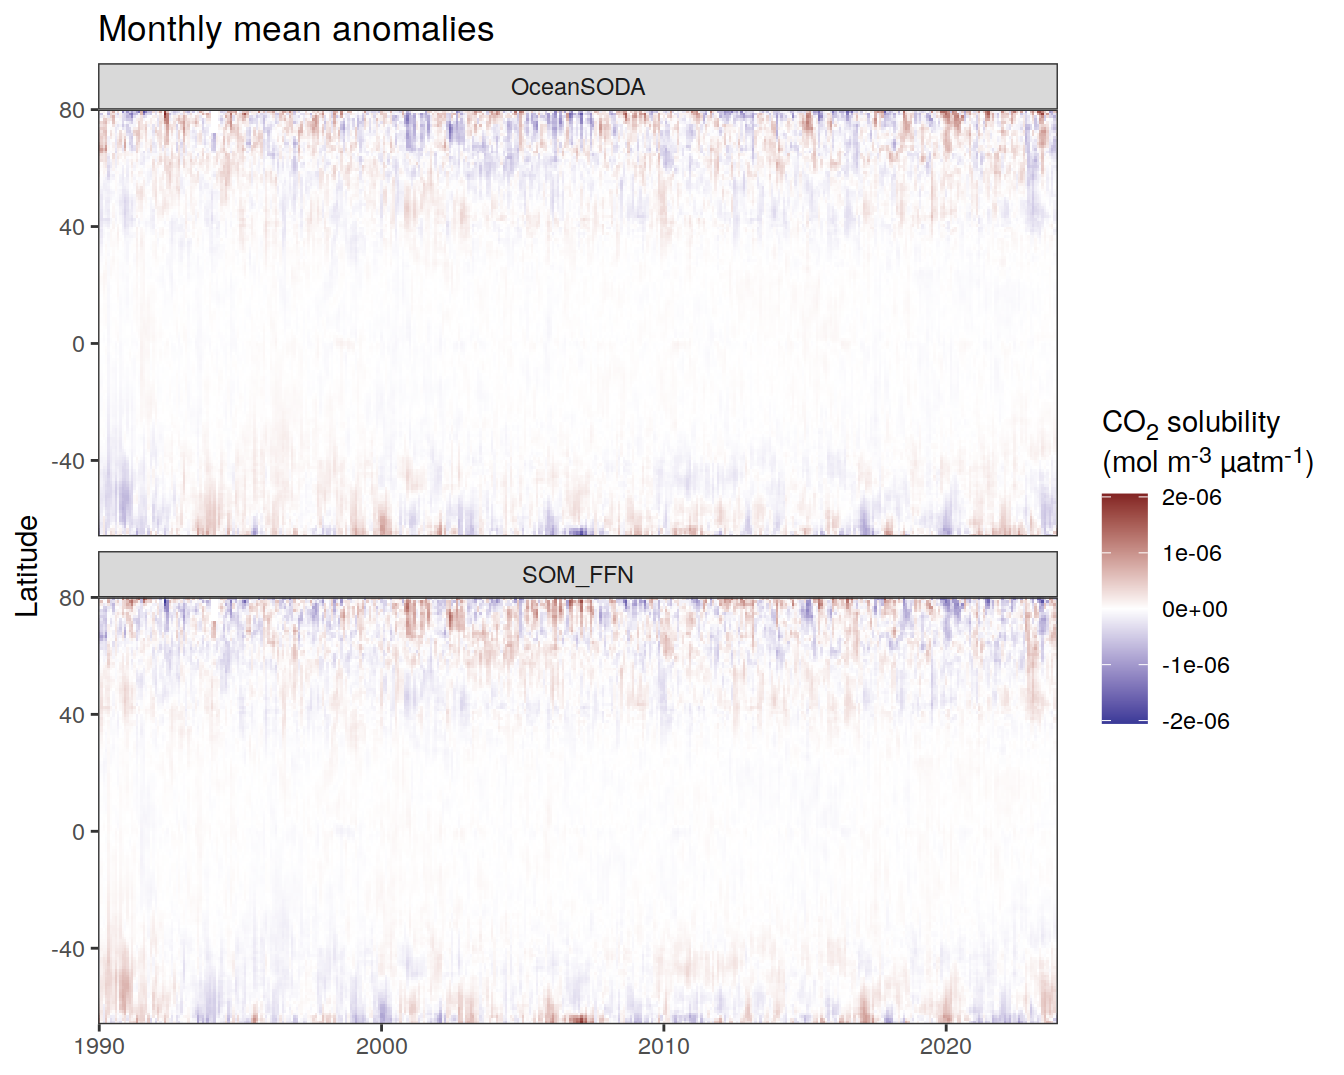 Monthly mean anomalies
OceanSODA
80
40
0
-40
SOM_FFN
80
40
0
-40
1990 2000 2010 2020
Latitude
CO₂ solubility
(mol m⁻³ µatm⁻¹)
2e-06
1e-06
0e+00
-1e-06
-2e-06